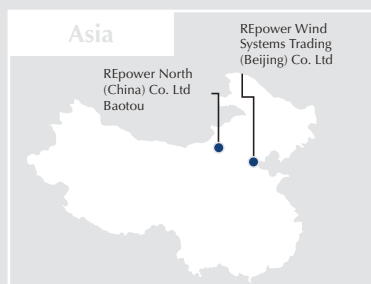 Asia
REpower Wind
Systems Trading
(Beijing) Co. Ltd
REpower North
(China) Co. Ltd
Baotou